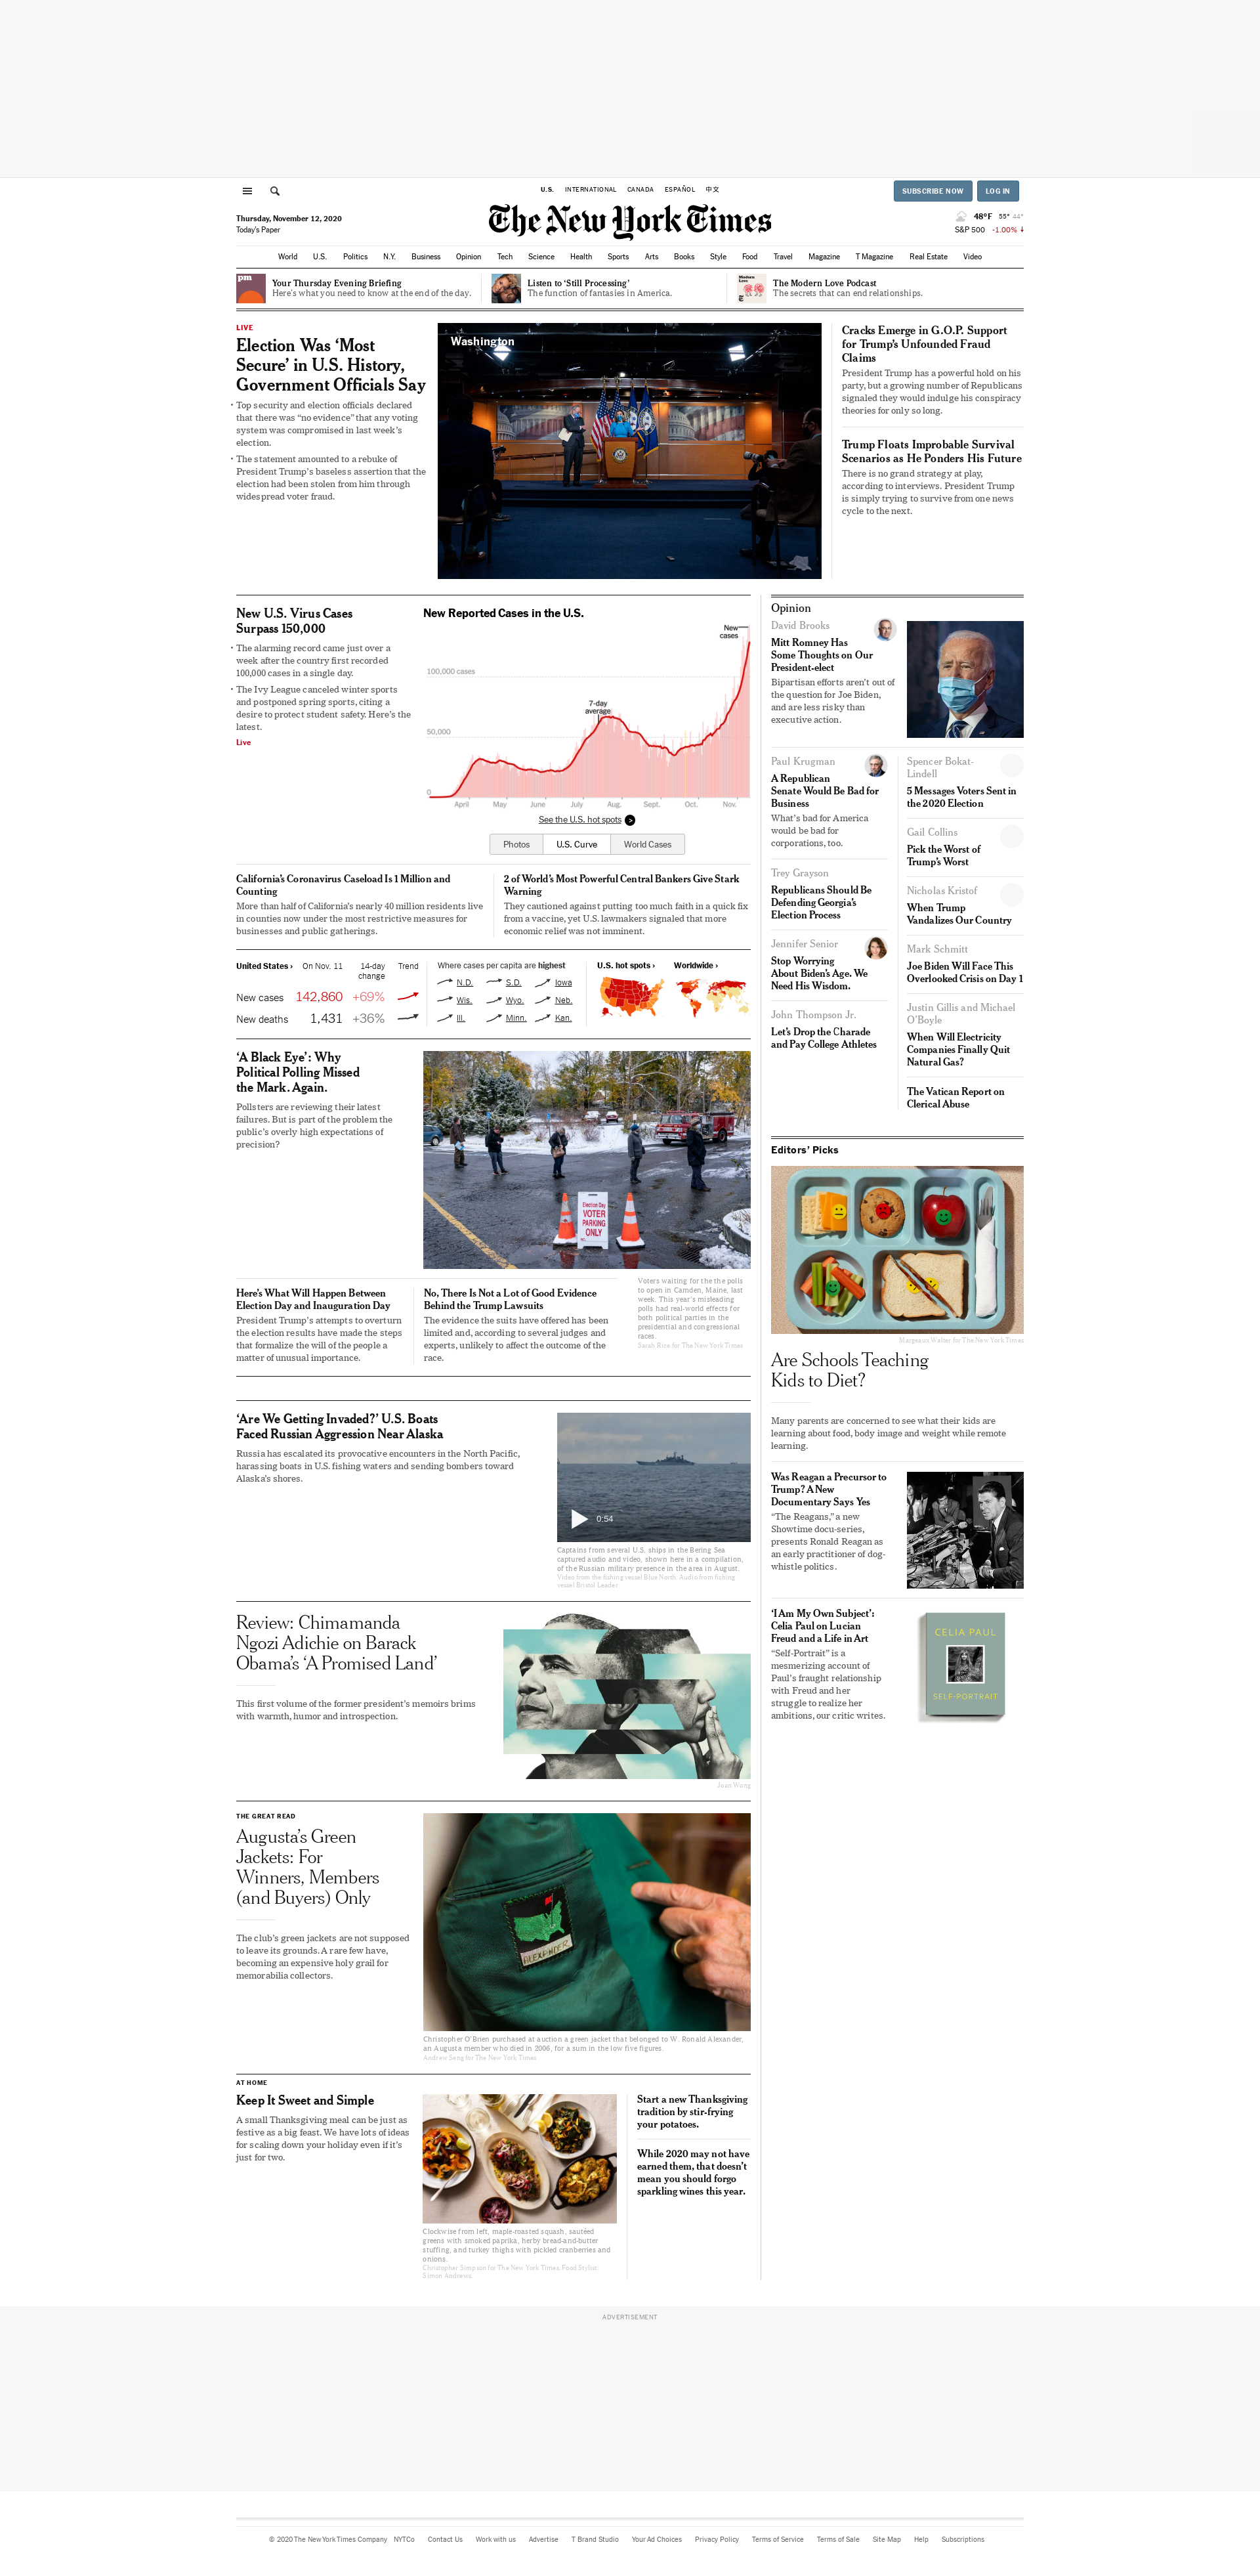 U.S. INTERNATIONAL CANADA ESPAÑOL 中文
SUBSCRIBE NOW LOG IN
Thursday, November 12, 2020
Today's Paper
The New York Times
48°F 55° 44°
S&P 500 -1.00%
World U.S. Politics N.Y. Business Opinion Tech Science Health Sports Arts Books Style Food Travel Magazine T Magazine Real Estate Video
pm
Your Thursday Evening Briefing
Here's what you need to know at the end of the day.
Listen to ‘Still Processing’
The function of fantasies in America.
Modern Love
The Modern Love Podcast
The secrets that can end relationships.
LIVE
Election Was ‘Most
Secure’ in U.S. History,
Government Officials Say
• Top security and election officials declared
that there was “no evidence” that any voting
system was compromised in last week’s
election.
• The statement amounted to a rebuke of
President Trump’s baseless assertion that the
election had been stolen from him through
widespread voter fraud.
Washington
Cracks Emerge in G.O.P. Support
for Trump’s Unfounded Fraud
Claims
President Trump has a powerful hold on his
party, but a growing number of Republicans
signaled they would indulge his conspiracy
theories for only so long.
Trump Floats Improbable Survival
Scenarios as He Ponders His Future
There is no grand strategy at play,
according to interviews. President Trump
is simply trying to survive from one news
cycle to the next.
New U.S. Virus Cases
Surpass 150,000
• The alarming record came just over a
week after the country first recorded
100,000 cases in a single day.
• The Ivy League canceled winter sports
and postponed spring sports, citing a
desire to protect student safety. Here’s the
latest.
Live
New Reported Cases in the U.S.
New
cases
100,000 cases
7-day
average
50,000
0
April May June July Aug. Sept. Oct. Nov.
See the U.S. hot spots >
Photos U.S. Curve World Cases
California’s Coronavirus Caseload Is 1 Million and
Counting
More than half of California’s nearly 40 million residents live
in counties now under the most restrictive measures for
businesses and public gatherings.
2 of World’s Most Powerful Central Bankers Give Stark
Warning
They cautioned against putting too much faith in a quick fix
from a vaccine, yet U.S. lawmakers signaled that more
economic relief was not imminent.
United States › On Nov. 11 14-day
change Trend
New cases 142,860 +69%
New deaths 1,431 +36%
Where cases per capita are highest
N.D. S.D. Iowa
Wis. Wyo. Neb.
Ill. Minn. Kan.
U.S. hot spots › Worldwide ›
‘A Black Eye’: Why
Political Polling Missed
the Mark. Again.
Pollsters are reviewing their latest
failures. But is part of the problem the
public’s overly high expectations of
precision?
Election Day
VOTER
PARKING
ONLY
Voters waiting for the the polls
to open in Camden, Maine, last
week. This year’s misleading
polls had real-world effects for
both political parties in the
presidential and congressional
races.
Sarah Rice for The New York Times
Here’s What Will Happen Between
Election Day and Inauguration Day
President Trump’s attempts to overturn
the election results have made the steps
that formalize the will of the people a
matter of unusual importance.
No, There Is Not a Lot of Good Evidence
Behind the Trump Lawsuits
The evidence the suits have offered has been
limited and, according to several judges and
experts, unlikely to affect the outcome of the
race.
‘Are We Getting Invaded?’ U.S. Boats
Faced Russian Aggression Near Alaska
Russia has escalated its provocative encounters in the North Pacific,
harassing boats in U.S. fishing waters and sending bombers toward
Alaska’s shores.
0:54
Captains from several U.S. ships in the Bering Sea
captured audio and video, shown here in a compilation,
of the Russian military presence in the area in August.
Video from the fishing vessel Blue North. Audio from fishing
vessel Bristol Leader
Review: Chimamanda
Ngozi Adichie on Barack
Obama’s ‘A Promised Land’
This first volume of the former president’s memoirs brims
with warmth, humor and introspection.
Joan Wong
THE GREAT READ
Augusta’s Green
Jackets: For
Winners, Members
(and Buyers) Only
The club’s green jackets are not supposed
to leave its grounds. A rare few have,
becoming an expensive holy grail for
memorabilia collectors.
ALEXANDER
Christopher O’Brien purchased at auction a green jacket that belonged to W. Ronald Alexander,
an Augusta member who died in 2006, for a sum in the low five figures.
Andrew Seng for The New York Times
AT HOME
Keep It Sweet and Simple
A small Thanksgiving meal can be just as
festive as a big feast. We have lots of ideas
for scaling down your holiday even if it’s
just for two.
Clockwise from left, maple-roasted squash, sautéed
greens with smoked paprika, herby bread-and-butter
stuffing, and turkey thighs with pickled cranberries and
onions.
Christopher Simpson for The New York Times. Food Stylist:
Simon Andrews.
Start a new Thanksgiving
tradition by stir-frying
your potatoes.
While 2020 may not have
earned them, that doesn’t
mean you should forgo
sparkling wines this year.
Opinion
David Brooks
Mitt Romney Has
Some Thoughts on Our
President-elect
Bipartisan efforts aren’t out of
the question for Joe Biden,
and are less risky than
executive action.
Paul Krugman
A Republican
Senate Would Be Bad for
Business
What’s bad for America
would be bad for
corporations, too.
Trey Grayson
Republicans Should Be
Defending Georgia’s
Election Process
Jennifer Senior
Stop Worrying
About Biden’s Age. We
Need His Wisdom.
John Thompson Jr.
Let’s Drop the Charade
and Pay College Athletes
Spencer Bokat-
Lindell
5 Messages Voters Sent in
the 2020 Election
Gail Collins
Pick the Worst of
Trump’s Worst
Nicholas Kristof
When Trump
Vandalizes Our Country
Mark Schmitt
Joe Biden Will Face This
Overlooked Crisis on Day 1
Justin Gillis and Michael
O’Boyle
When Will Electricity
Companies Finally Quit
Natural Gas?
The Vatican Report on
Clerical Abuse
Editors’ Picks
Margeaux Walter for The New York Times
Are Schools Teaching
Kids to Diet?
Many parents are concerned to see what their kids are
learning about food, body image and weight while remote
learning.
Was Reagan a Precursor to
Trump? A New
Documentary Says Yes
“The Reagans,” a new
Showtime docu-series,
presents Ronald Reagan as
an early practitioner of dog-
whistle politics.
‘I Am My Own Subject’:
Celia Paul on Lucian
Freud and a Life in Art
“Self-Portrait” is a
mesmerizing account of
Paul’s fraught relationship
with Freud and her
struggle to realize her
ambitions, our critic writes.
CELIA PAUL
SELF-PORTRAIT
ADVERTISEMENT
© 2020 The New York Times Company NYTCo Contact Us Work with us Advertise T Brand Studio Your Ad Choices Privacy Policy Terms of Service Terms of Sale Site Map Help Subscriptions